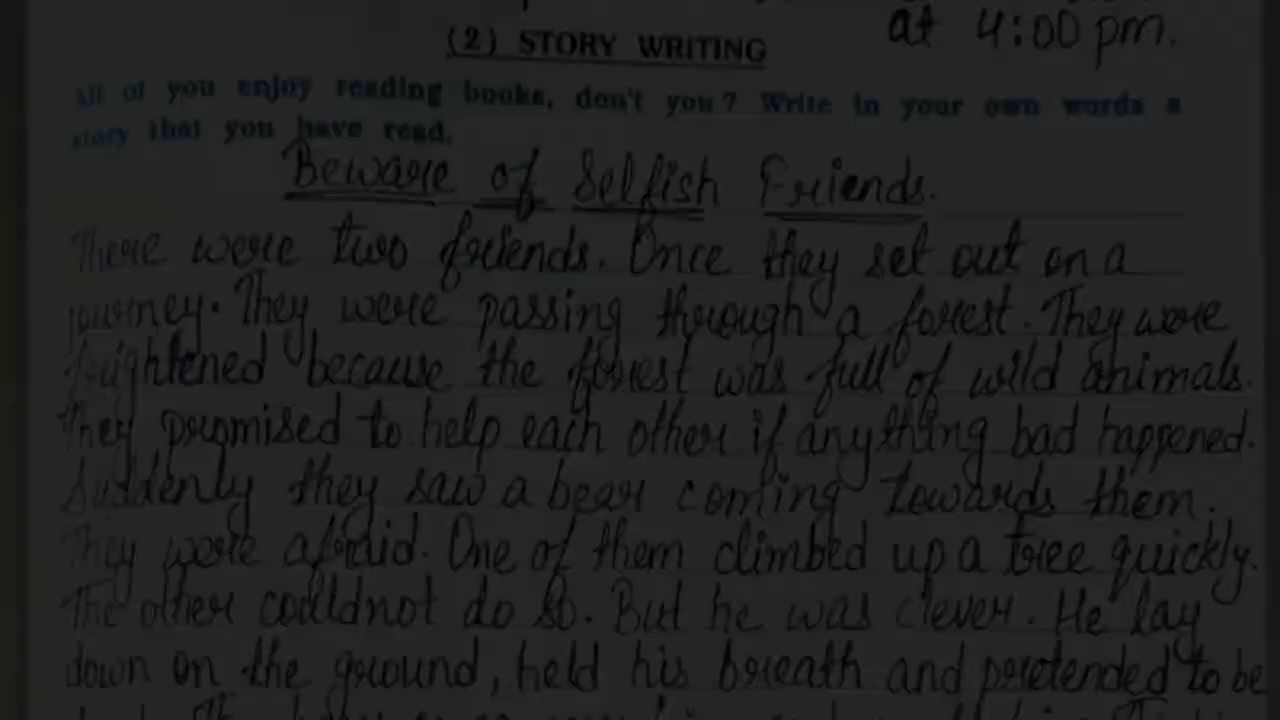 at 4:00 pm.
(2) STORY WRITING
All of you enjoy reading books, don't you? Write in your own words a
story that you have read.
Beware of Selfish Friends.
There were two friends. Once they set out on a
journey. They were passing through a forest. They were
frightened because the forest was full of wild animals.
They promised to help each other if anything bad happened.
Suddenly they saw a bear coming towards them.
They were afraid. One of them climbed up a tree quickly.
The other couldnot do so. But he was clever. He lay
down on the ground, held his breath and pretended to be